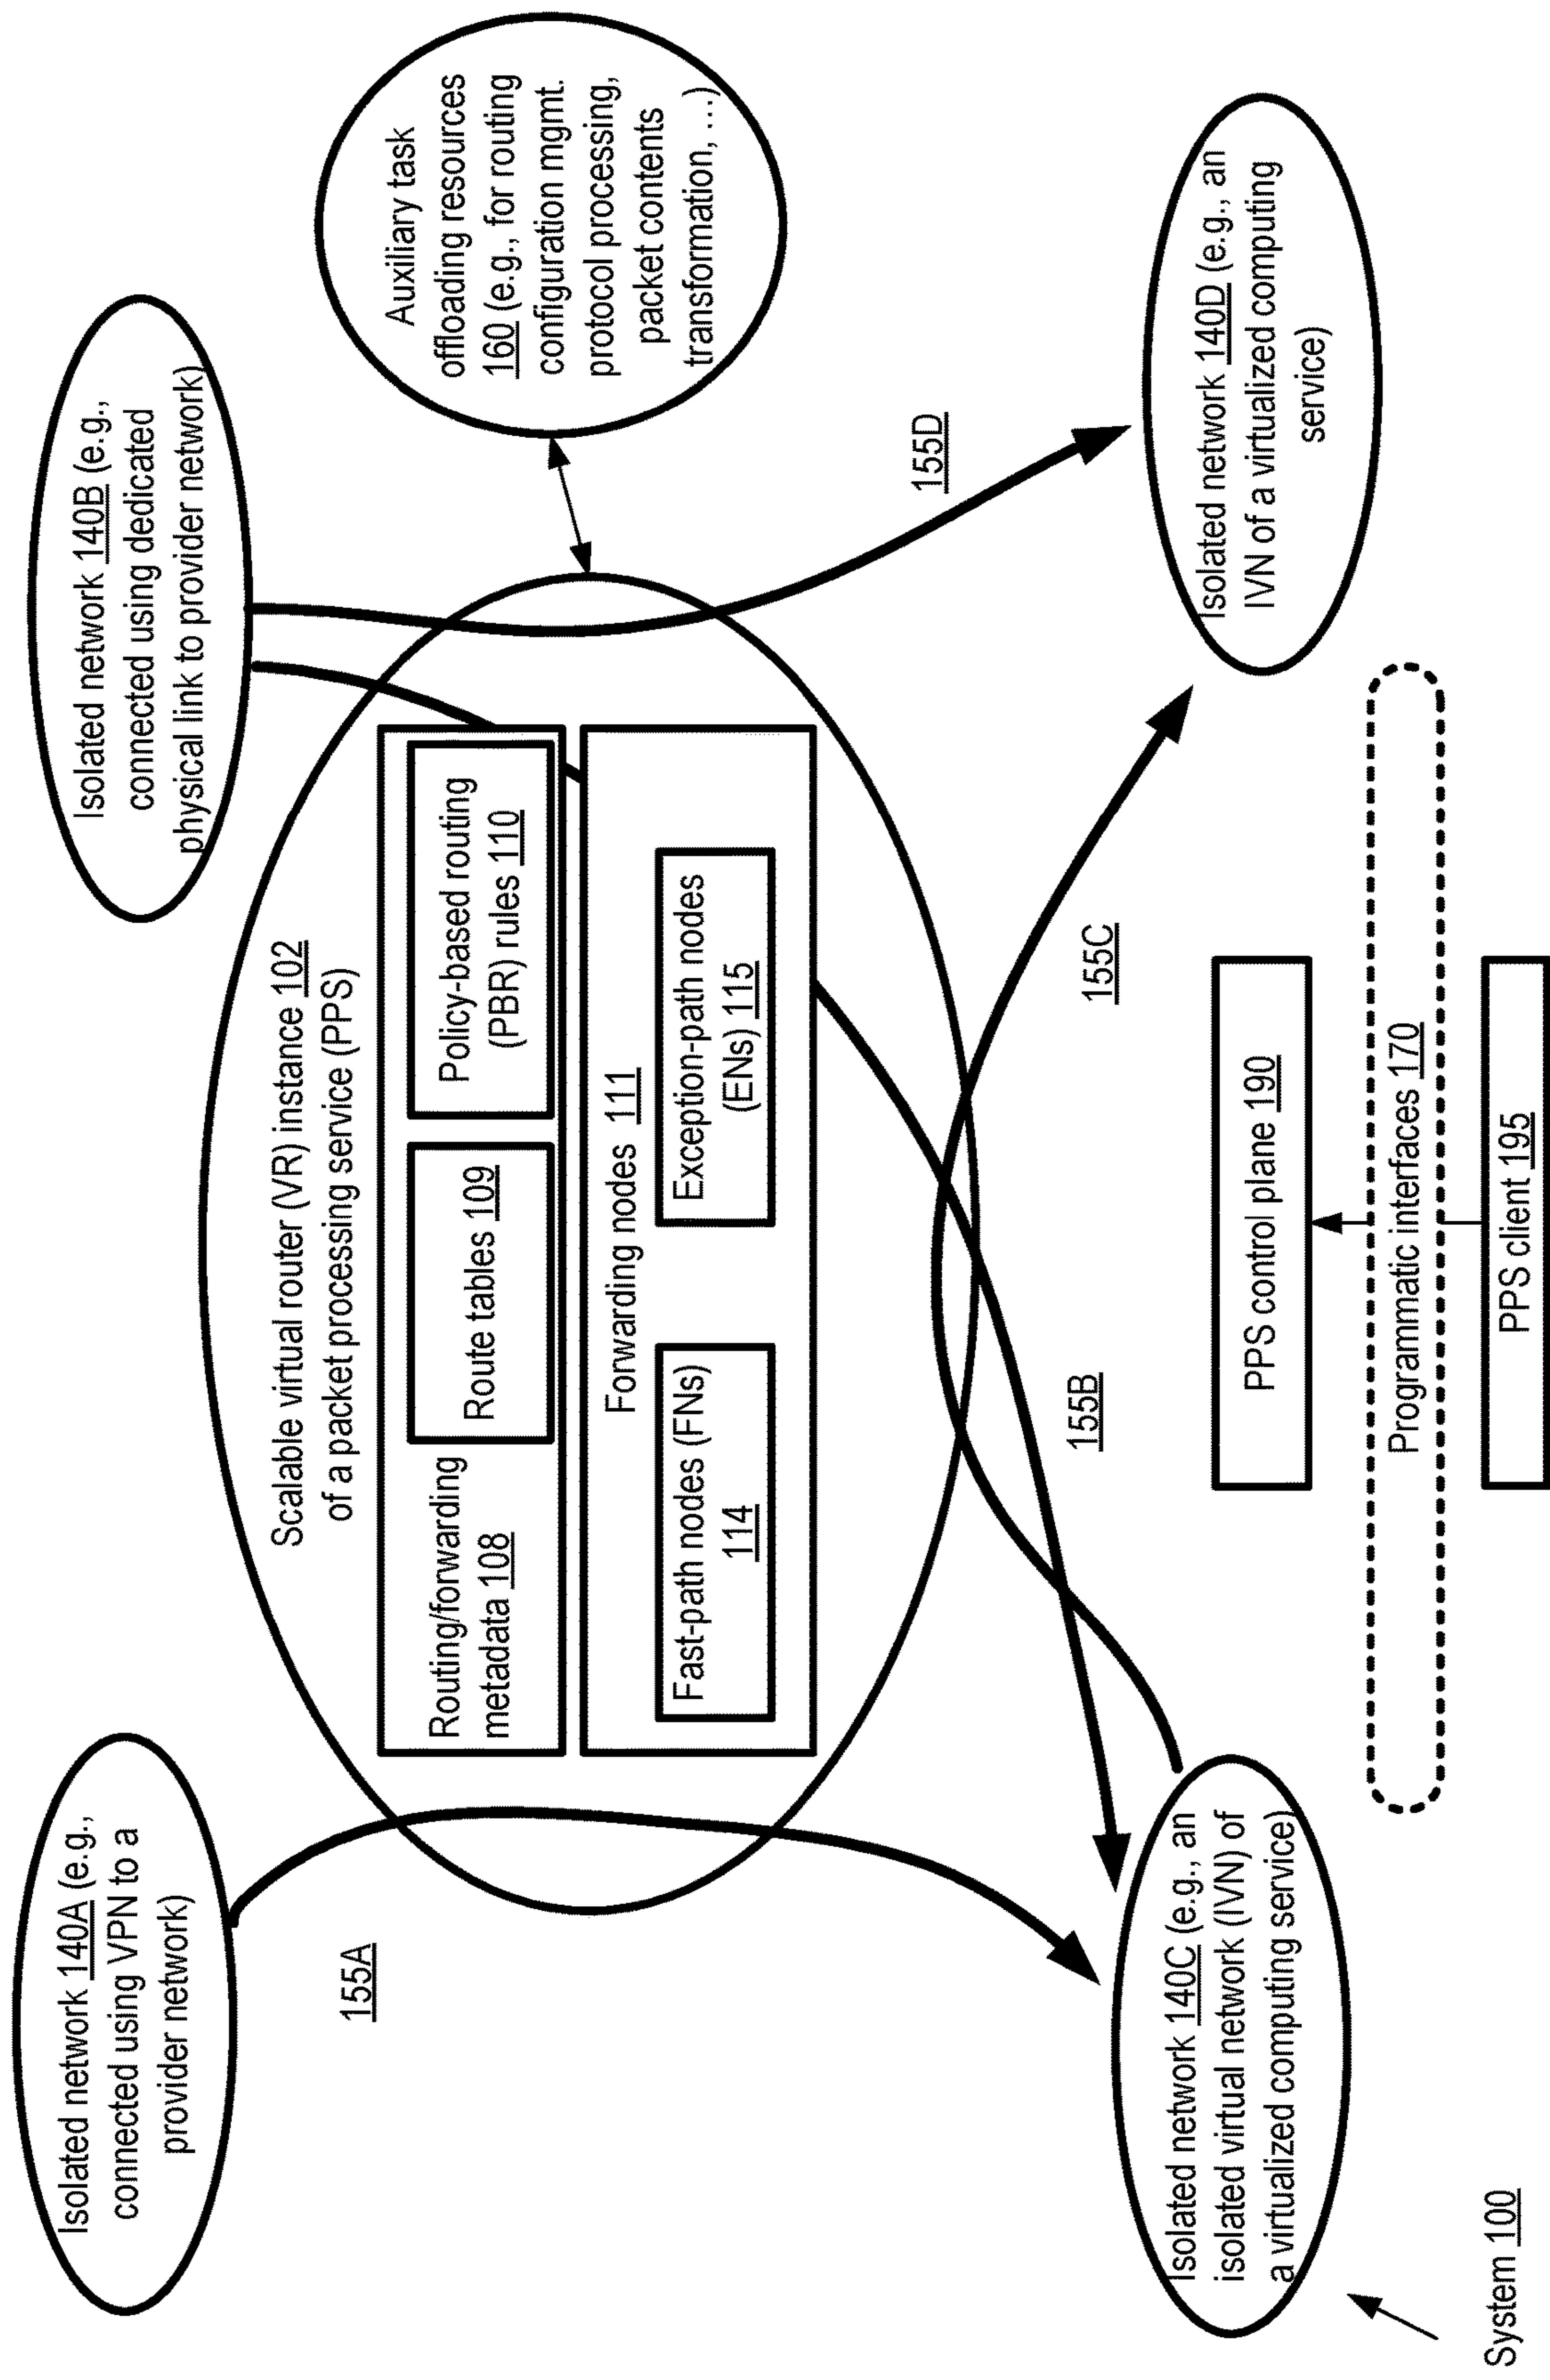 Isolated network 140A (e.g.,
connected using VPN to a
provider network)
Isolated network 140B (e.g.,
connected using dedicated
physical link to provider network)
Scalable virtual router (VR) instance 102
of a packet processing service (PPS)
Routing/forwarding
metadata 108
Route tables 109
Policy-based routing
(PBR) rules 110
Forwarding nodes 111
Fast-path nodes (FNs)
114
Exception-path nodes
(ENs) 115
Auxiliary task
offloading resources
160 (e.g., for routing
configuration mgmt.
protocol processing,
packet contents
transformation, …)
155A
155B
155C
155D
Isolated network 140C (e.g., an
isolated virtual network (IVN) of
a virtualized computing service)
Isolated network 140D (e.g., an
IVN of a virtualized computing
service)
PPS control plane 190
Programmatic interfaces 170
PPS client 195
System 100